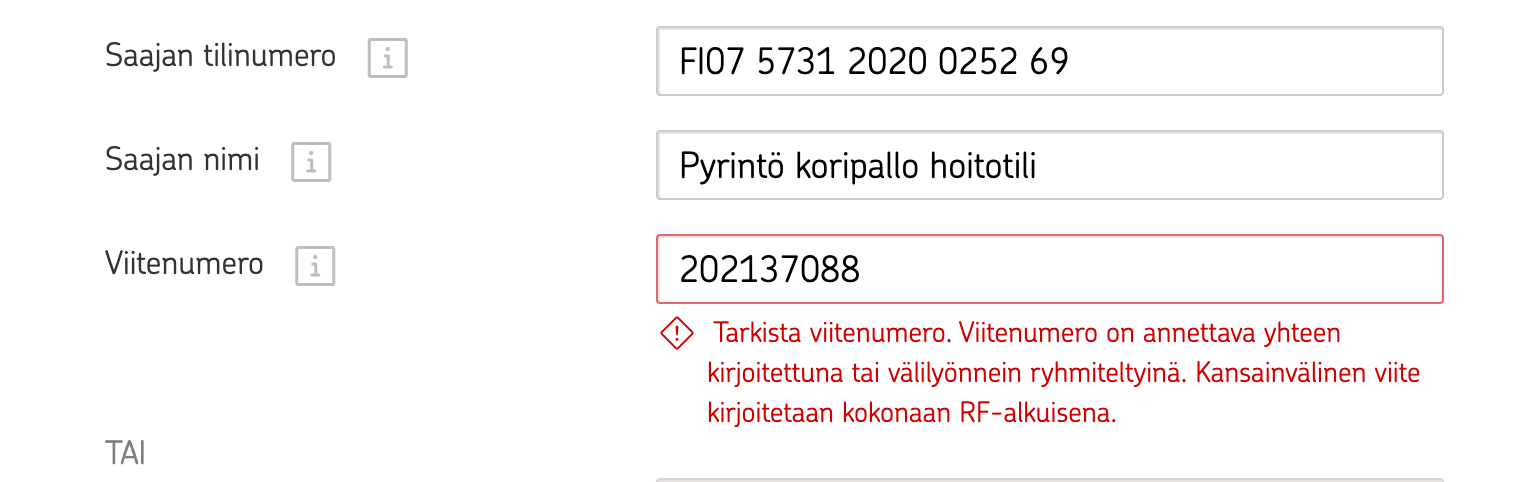 Saajan tilinumero FI07 5731 2020 0252 69
Saajan nimi Pyrintö koripallo hoitotili
Viitenumero 202137088
Tarkista viitenumero. Viitenumero on annettava yhteen
kirjoitettuna tai välilyönnein ryhmiteltyinä. Kansainvälinen viite
kirjoitetaan kokonaan RF-alkuisena.
TAI